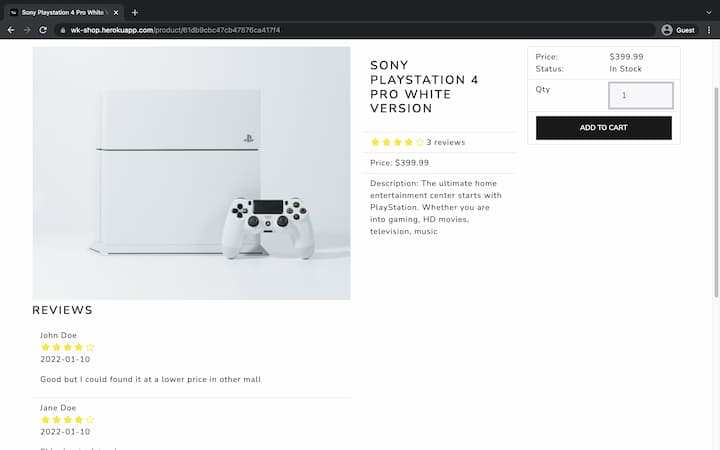 Sony Playstation 4 Pro White
wk-shop.herokuapp.com/product/61db9cbc47cb47676ca417f4
Guest
SONY
PLAYSTATION 4
PRO WHITE
VERSION
3 reviews
Price: $399.99
Description: The ultimate home
entertainment center starts with
PlayStation. Whether you are
into gaming, HD movies,
television, music
Price: $399.99
Status: In Stock
Qty 1
ADD TO CART
REVIEWS
John Doe
2022-01-10
Good but I could found it at a lower price in other mall
Jane Doe
2022-01-10